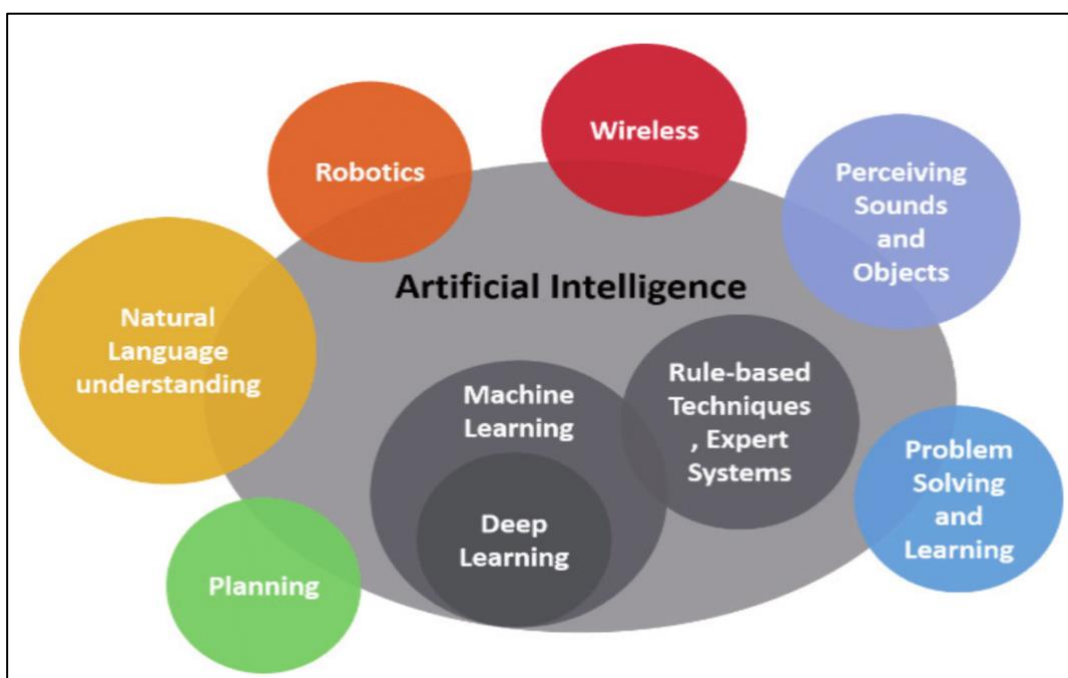 Wireless
Robotics
Perceiving
Sounds
and
Objects
Artificial Intelligence
Natural
Language
understanding
Machine
Learning
Rule-based
Techniques
, Expert
Systems
Problem
Solving
and
Learning
Deep
Learning
Planning